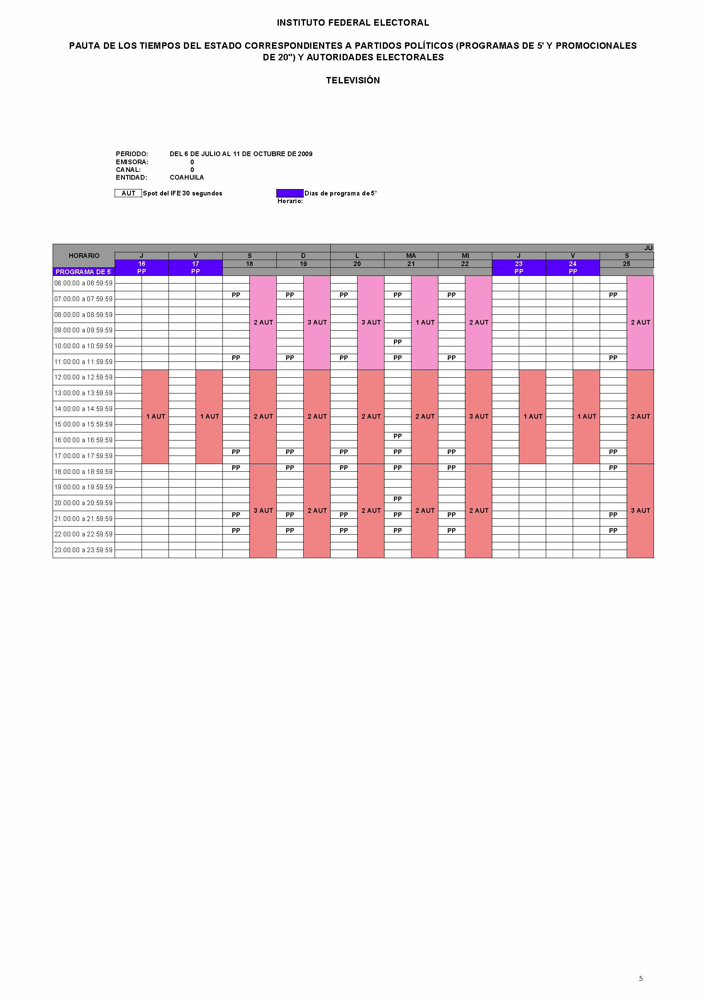 INSTITUTO FEDERAL ELECTORAL
PAUTA DE LOS TIEMPOS DEL ESTADO CORRESPONDIENTES A PARTIDOS POLÍTICOS (PROGRAMAS DE 5' Y PROMOCIONALES
DE 20") Y AUTORIDADES ELECTORALES
TELEVISIÓN
PERIODO: DEL 6 DE JULIO AL 11 DE OCTUBRE DE 2009
EMISORA: 0
CANAL: 0
ENTIDAD: COAHUILA
AUT Spot del IFE 30 segundos Días de programa de 5'
Horario:
JUI
HORARIO J V S D L MA MI J V S
16 17 18 19 20 21 22 23 24 25
PROGRAMA DE 5´ PP PP PP PP
06:00:00 a 06:59:59
PP PP PP PP PP PP
07:00:00 a 07:59:59
08:00:00 a 08:59:59
2 AUT 3 AUT 3 AUT 1 AUT 2 AUT 2 AUT
09:00:00 a 09:59:59
PP
10:00:00 a 10:59:59
PP PP PP PP PP PP
11:00:00 a 11:59:59
12:00:00 a 12:59:59
13:00:00 a 13:59:59
14:00:00 a 14:59:59
1 AUT 1 AUT 2 AUT 2 AUT 2 AUT 2 AUT 3 AUT 1 AUT 1 AUT 2 AUT
15:00:00 a 15:59:59
PP
16:00:00 a 16:59:59
PP PP PP PP PP PP
17:00:00 a 17:59:59
PP PP PP PP PP PP
18:00:00 a 18:59:59
19:00:00 a 19:59:59
PP
20:00:00 a 20:59:59
3 AUT 2 AUT 2 AUT 2 AUT 2 AUT 3 AUT
PP PP PP PP PP PP
21:00:00 a 21:59:59
PP PP PP PP PP PP
22:00:00 a 22:59:59
23:00:00 a 23:59:59
5